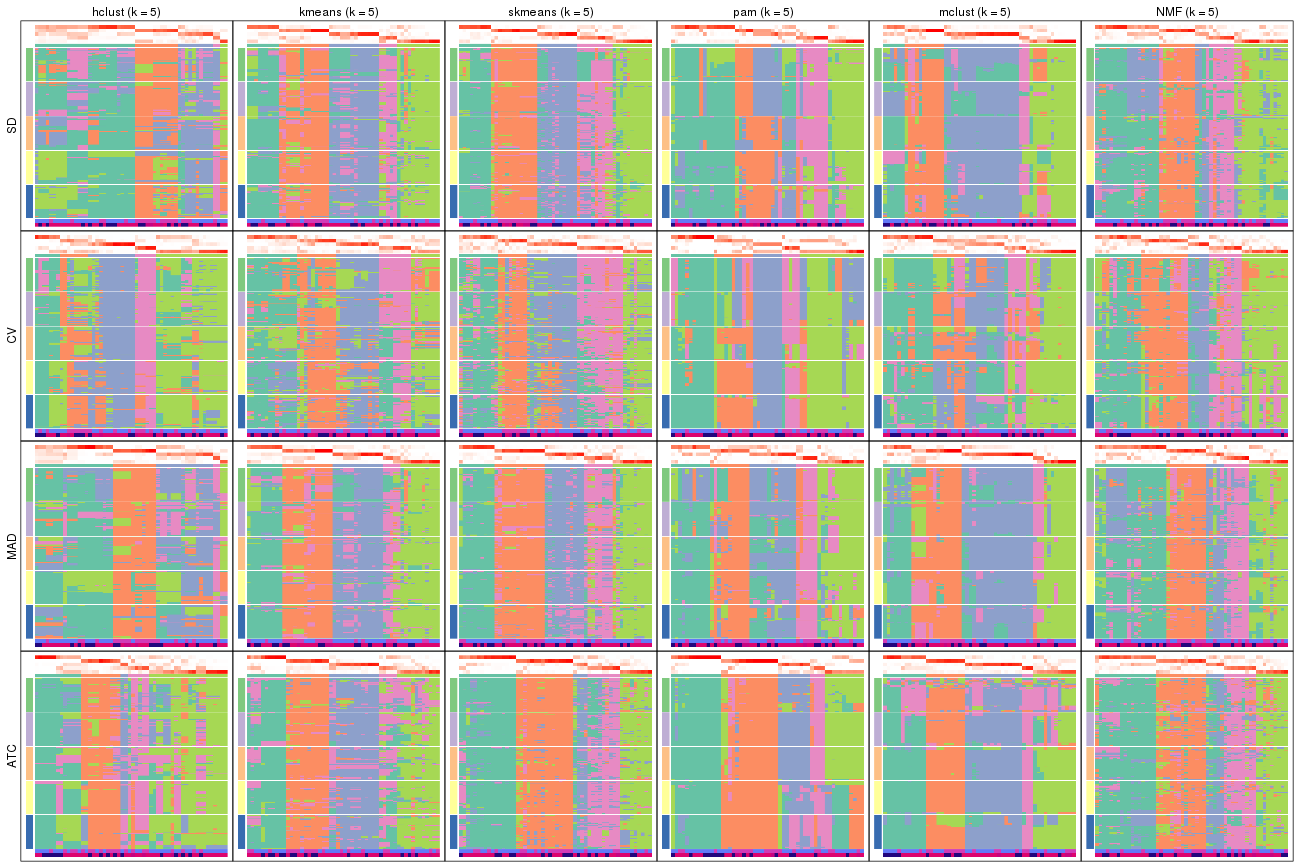 hclust (k = 5) kmeans (k = 5) skmeans (k = 5) pam (k = 5) mclust (k = 5) NMF (k = 5)
SD
CV
MAD
ATC